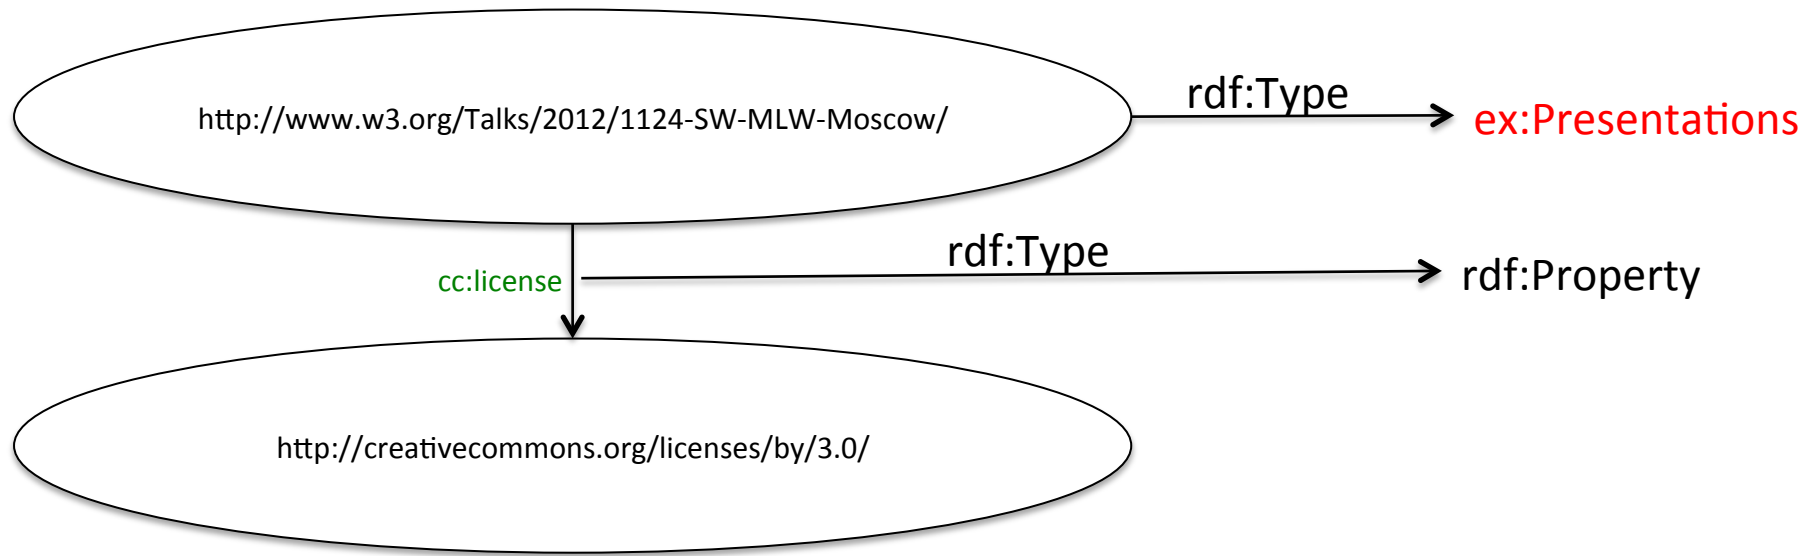 rdf:Type
http://www.w3.org/Talks/2012/1124-SW-MLW-Moscow/
ex:Presentations
rdf:Type
cc:license
rdf:Property
http://creativecommons.org/licenses/by/3.0/